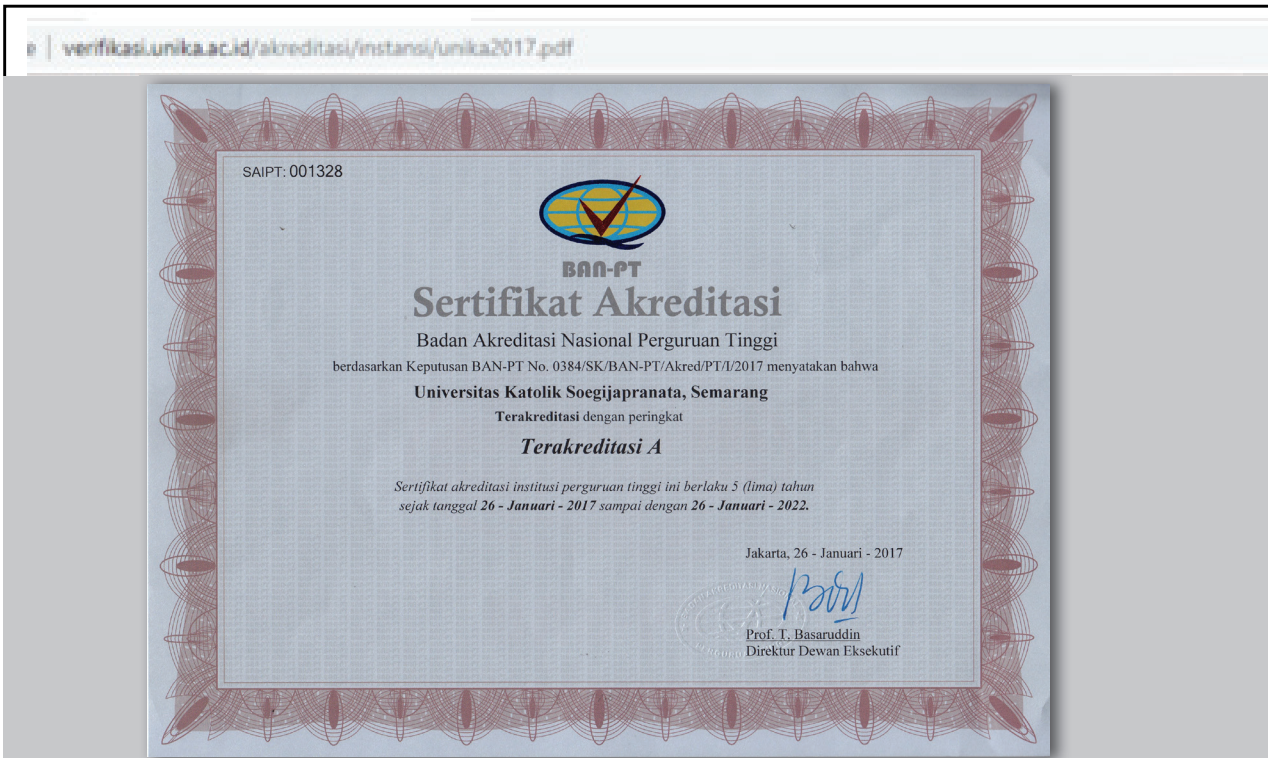 verifikasi.unika.ac.id/akreditasi/instansi/unika2017.pdf
SAIPT: 001328
BAN-PT
Sertifikat Akreditasi
Badan Akreditasi Nasional Perguruan Tinggi
berdasarkan Keputusan BAN-PT No. 0384/SK/BAN-PT/Akred/PT/I/2017 menyatakan bahwa
Universitas Katolik Soegijapranata, Semarang
Terakreditasi dengan peringkat
Terakreditasi A
Sertifikat akreditasi institusi perguruan tinggi ini berlaku 5 (lima) tahun
sejak tanggal 26 - Januari - 2017 sampai dengan 26 - Januari - 2022.
Jakarta, 26 - Januari - 2017
Prof. T. Basaruddin
Direktur Dewan Eksekutif